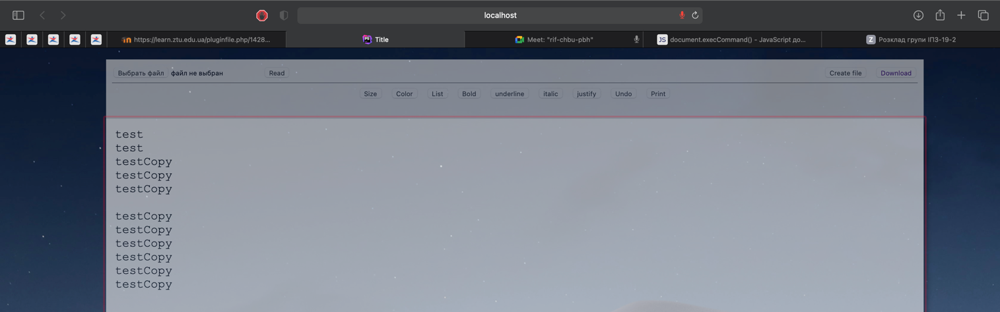 localhost
https://learn.ztu.edu.ua/pluginfile.php/1428...
PS Title
Meet: "rif-chbu-pbh"
JS document.execCommand() - JavaScript до...
Z Розклад групи ІПЗ-19-2
Выбрать файл файл не выбран Read Create file Download
Size Color List Bold underline italic justify Undo Print
test
test
testCopy
testCopy
testCopy
testCopy
testCopy
testCopy
testCopy
testCopy
testCopy